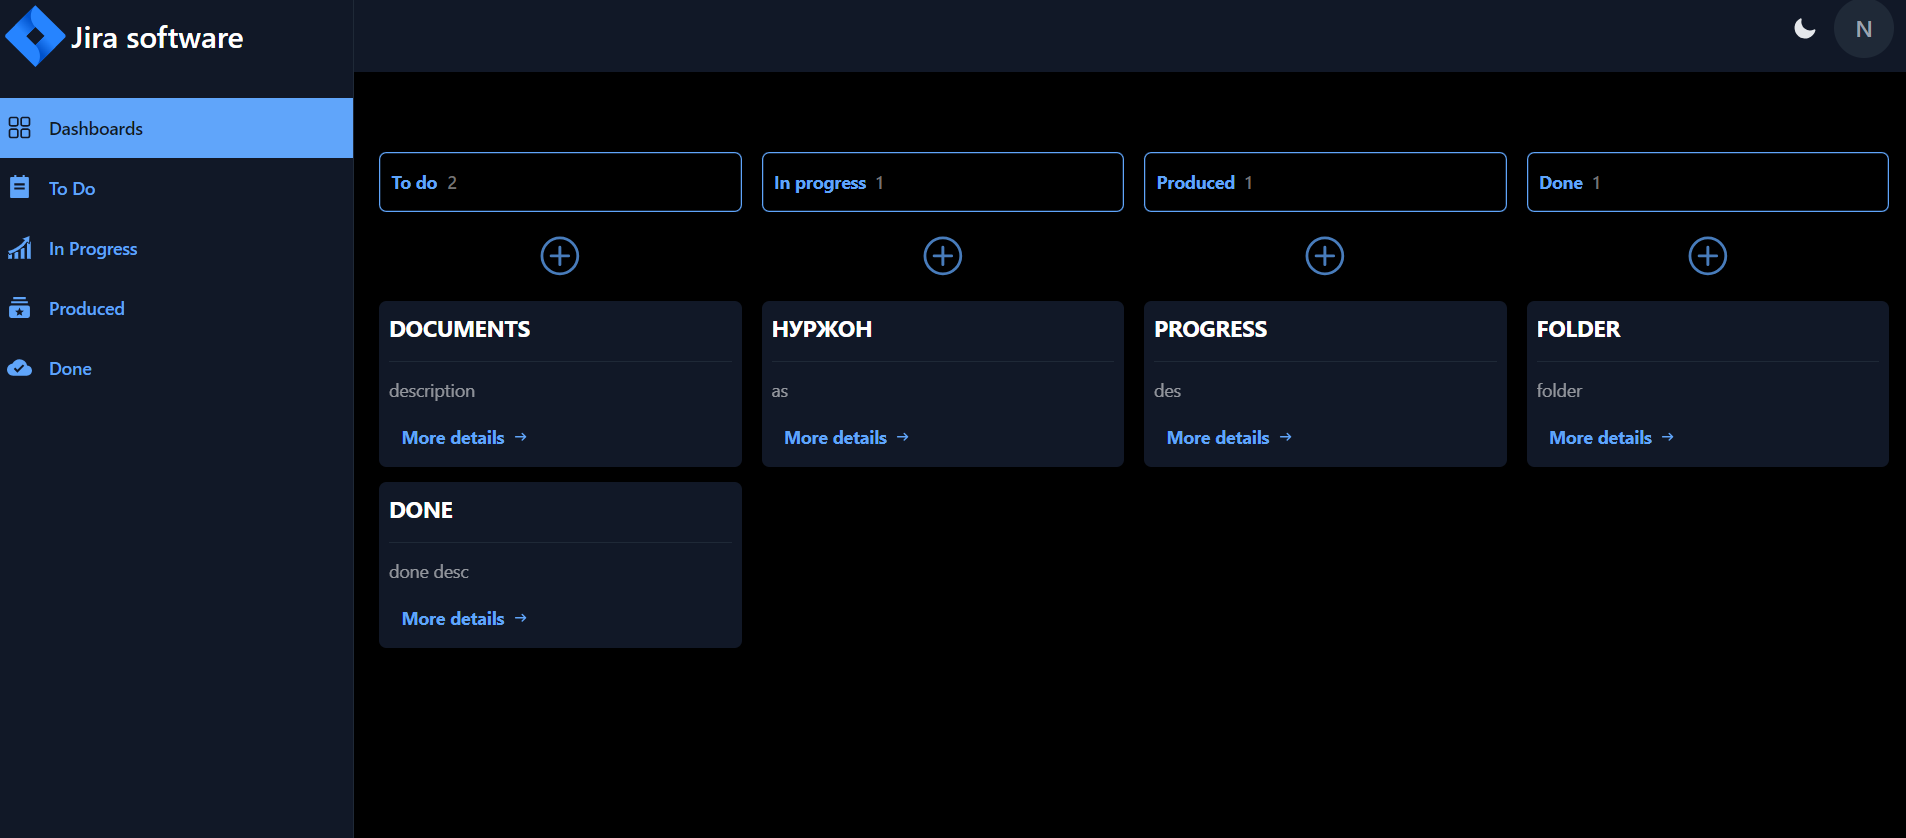 Jira software
N
Dashboards
To Do
In Progress
Produced
Done
To do 2
In progress 1
Produced 1
Done 1
DOCUMENTS
description
More details →
DONE
done desc
More details →
НУРЖОН
as
More details →
PROGRESS
des
More details →
FOLDER
folder
More details →